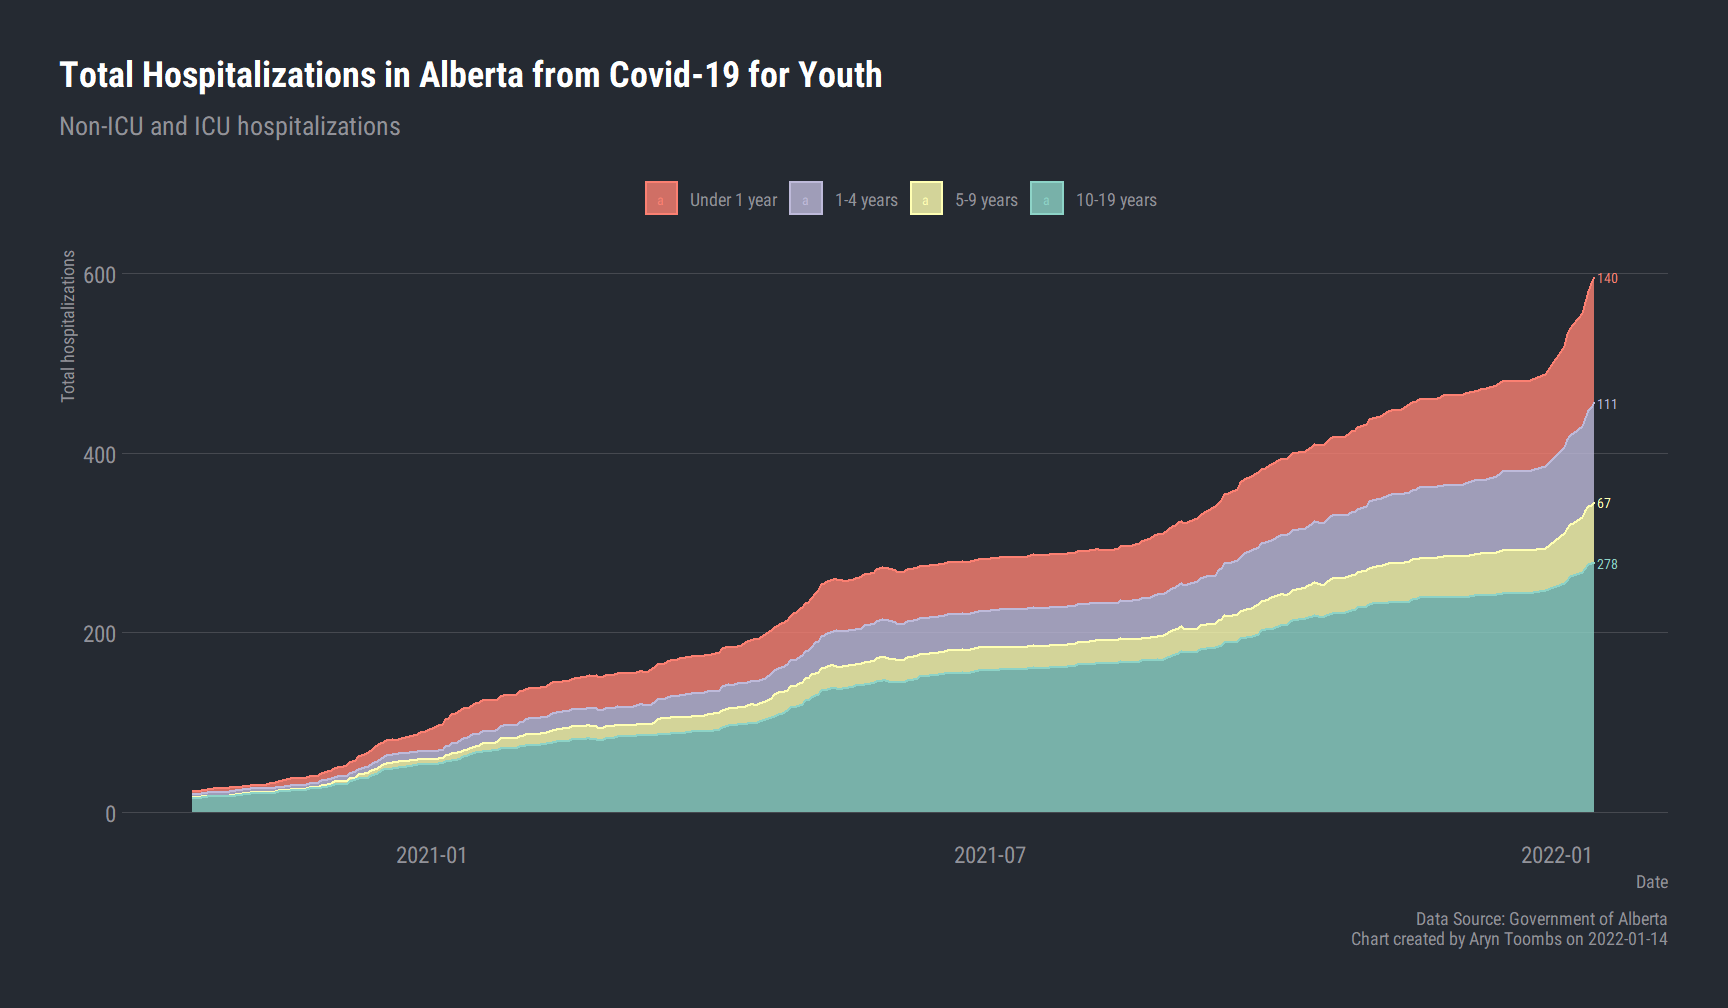 Total Hospitalizations in Alberta from Covid-19 for Youth
Non-ICU and ICU hospitalizations
a Under 1 year a 1-4 years a 5-9 years a 10-19 years
Total hospitalizations
600
400
200
0
140
111
67
278
2021-01 2021-07 2022-01
Date
Data Source: Government of Alberta
Chart created by Aryn Toombs on 2022-01-14